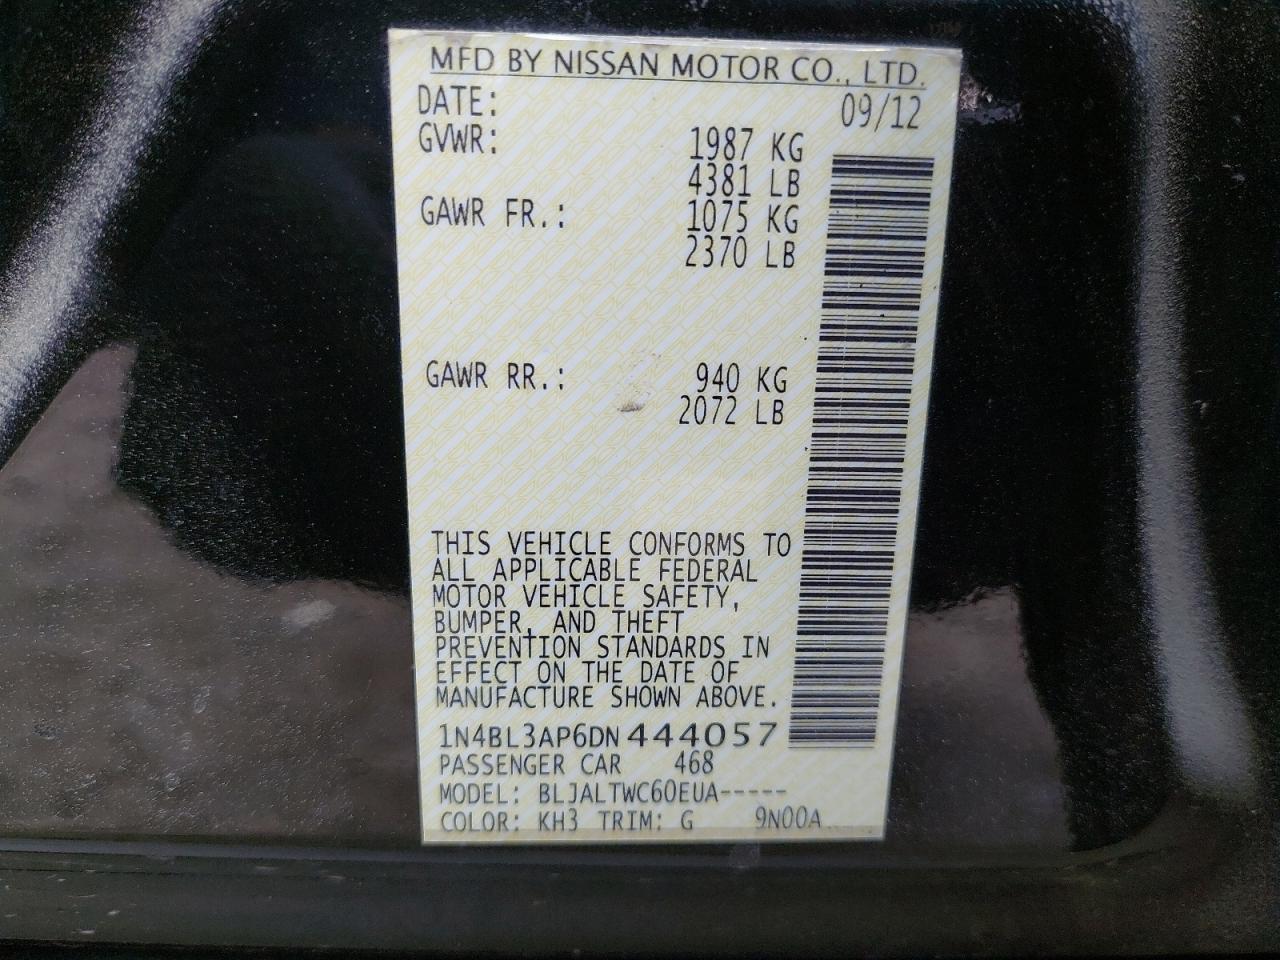 MFD BY NISSAN MOTOR CO., LTD.
DATE: 09/12
GVWR: 1987 KG
4381 LB
GAWR FR.: 1075 KG
2370 LB
GAWR RR.: 940 KG
2072 LB
THIS VEHICLE CONFORMS TO
ALL APPLICABLE FEDERAL
MOTOR VEHICLE SAFETY,
BUMPER, AND THEFT
PREVENTION STANDARDS IN
EFFECT ON THE DATE OF
MANUFACTURE SHOWN ABOVE.
1N4BL3AP6DN444057
PASSENGER CAR 468
MODEL: BLJALTWC60EUA-----
COLOR: KH3 TRIM: G 9N00A